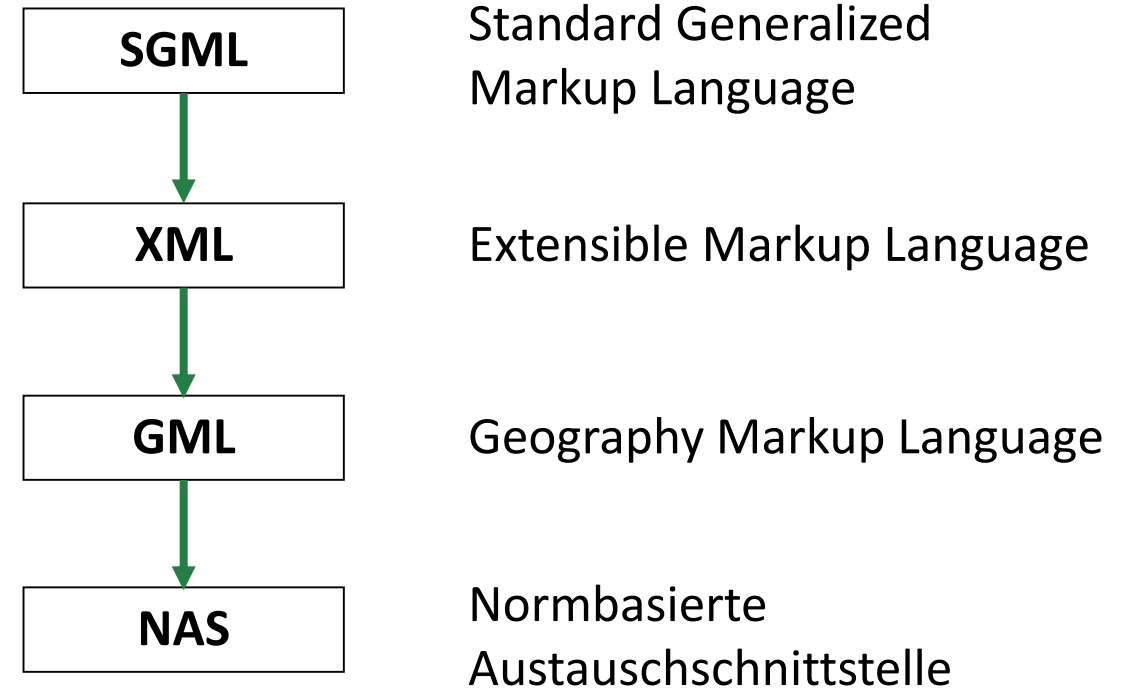 SGML
Standard Generalized
Markup Language
XML
Extensible Markup Language
GML
Geography Markup Language
NAS
Normbasierte
Austauschschnittstelle